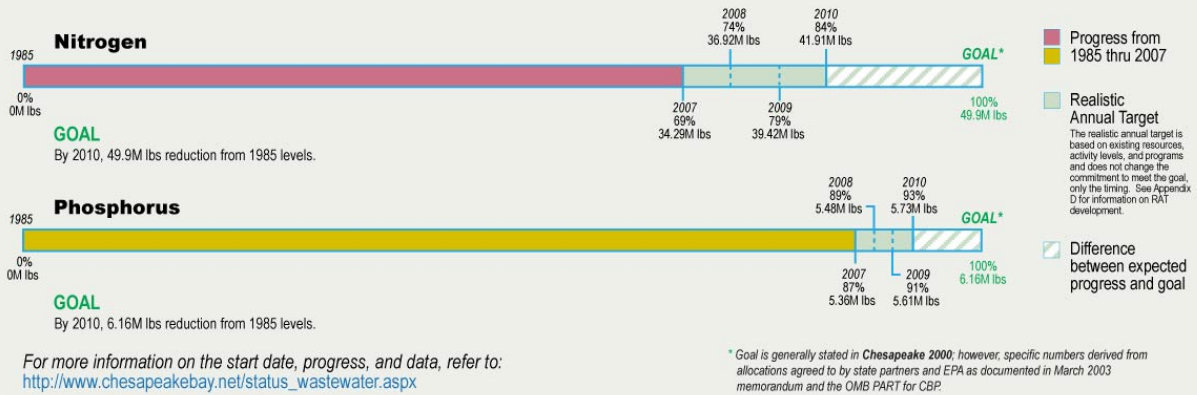 Nitrogen
1985
0%
0M lbs
2008
74%
36.92M lbs
2010
84%
41.91M lbs
GOAL*
2007
69%
34.29M lbs
2009
79%
39.42M lbs
100%
49.9M lbs
GOAL
By 2010, 49.9M lbs reduction from 1985 levels.
Phosphorus
1985
0%
0M lbs
2008
89%
5.48M lbs
2010
93%
5.73M lbs
GOAL*
2007
87%
5.36M lbs
2009
91%
5.61M lbs
100%
6.16M lbs
GOAL
By 2010, 6.16M lbs reduction from 1985 levels.
Progress from
1985 thru 2007
Realistic
Annual Target
The realistic annual target is
based on existing resources,
activity levels, and programs
and does not change the
commitment to meet the goal,
only the timing. See Appendix
D for information on RAT
development.
Difference
between expected
progress and goal
For more information on the start date, progress, and data, refer to:
http://www.chesapeakebay.net/status_wastewater.aspx
* Goal is generally stated in Chesapeake 2000; however, specific numbers derived from
allocations agreed to by state partners and EPA as documented in March 2003
memorandum and the OMB PART for CBP.